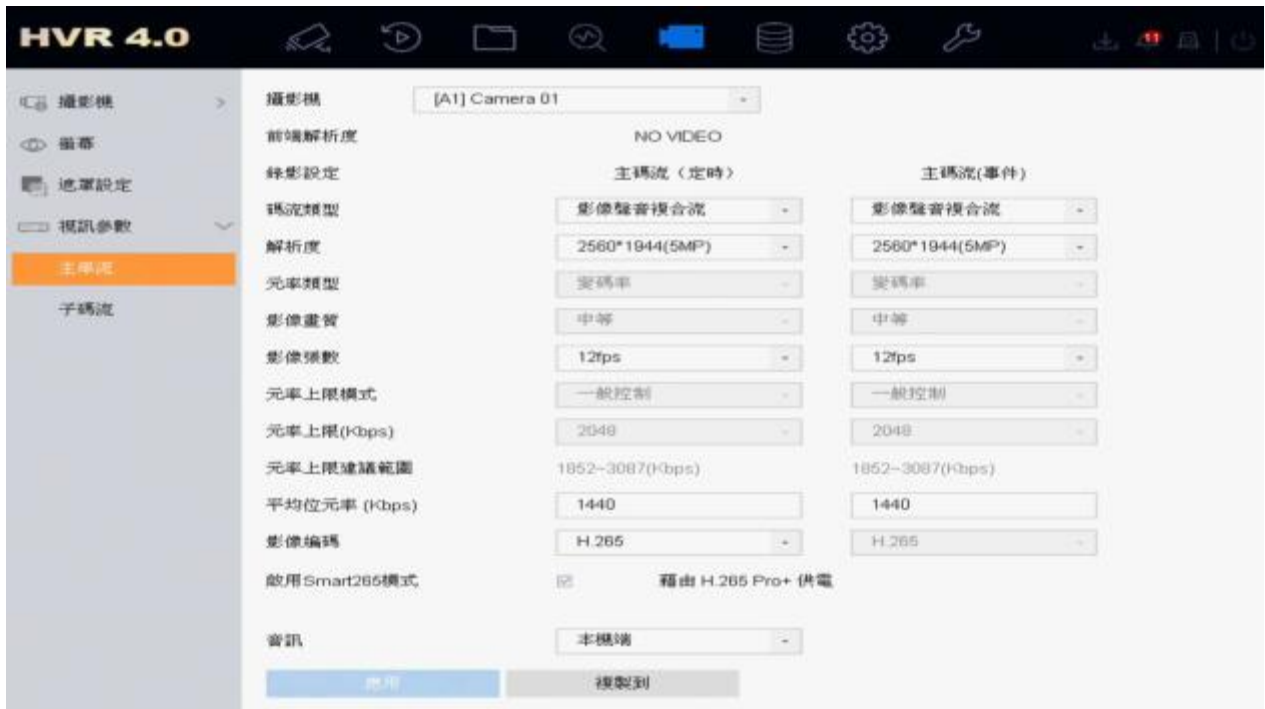 HVR 4.0
11
攝影機
螢幕
遮罩設定
視訊參數
主碼流
子碼流
攝影機 [A1] Camera 01
前端解析度 NO VIDEO
錄影設定 主碼流（定時） 主碼流(事件)
碼流類型 影像聲音複合流 影像聲音複合流
解析度 2560*1944(5MP) 2560*1944(5MP)
元率類型 變碼率 變碼率
影像畫質 中等 中等
影像張數 12fps 12fps
元率上限模式 一般控制 一般控制
元率上限(Kbps) 2048 2048
元率上限建議範圍 1852~3087(Kbps) 1852~3087(Kbps)
平均位元率 (Kbps) 1440 1440
影像編碼 H.265 H.265
啟用Smart265模式 藉由 H.265 Pro+ 供電
音訊 本機端
應用 複製到